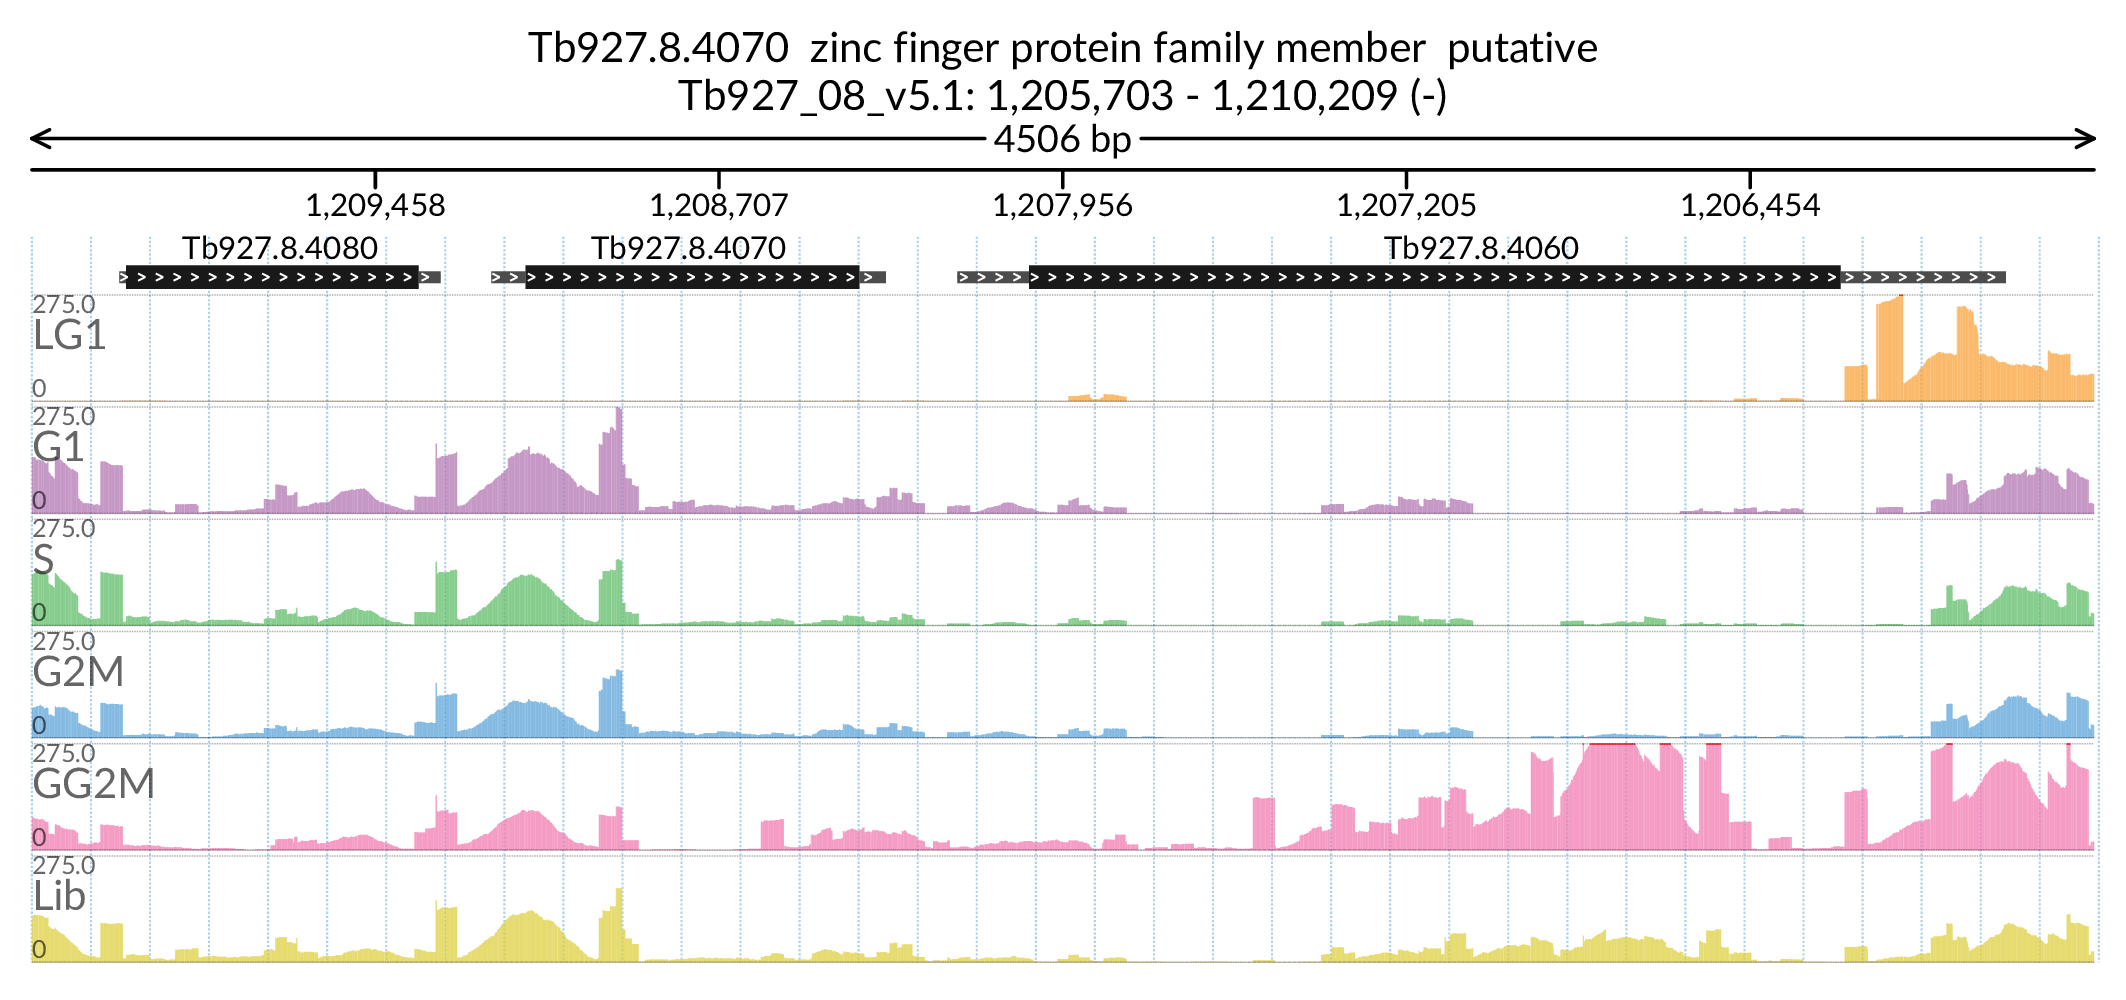 Tb927.8.4070  zinc finger protein family member  putative
Tb927_08_v5.1: 1,205,703 - 1,210,209 (-)
4506 bp
1,209,458 1,208,707 1,207,956 1,207,205 1,206,454
Tb927.8.4080 Tb927.8.4070 Tb927.8.4060
275.0
LG1
0
275.0
G1
0
275.0
S
0
275.0
G2M
0
275.0
GG2M
0
275.0
Lib
0